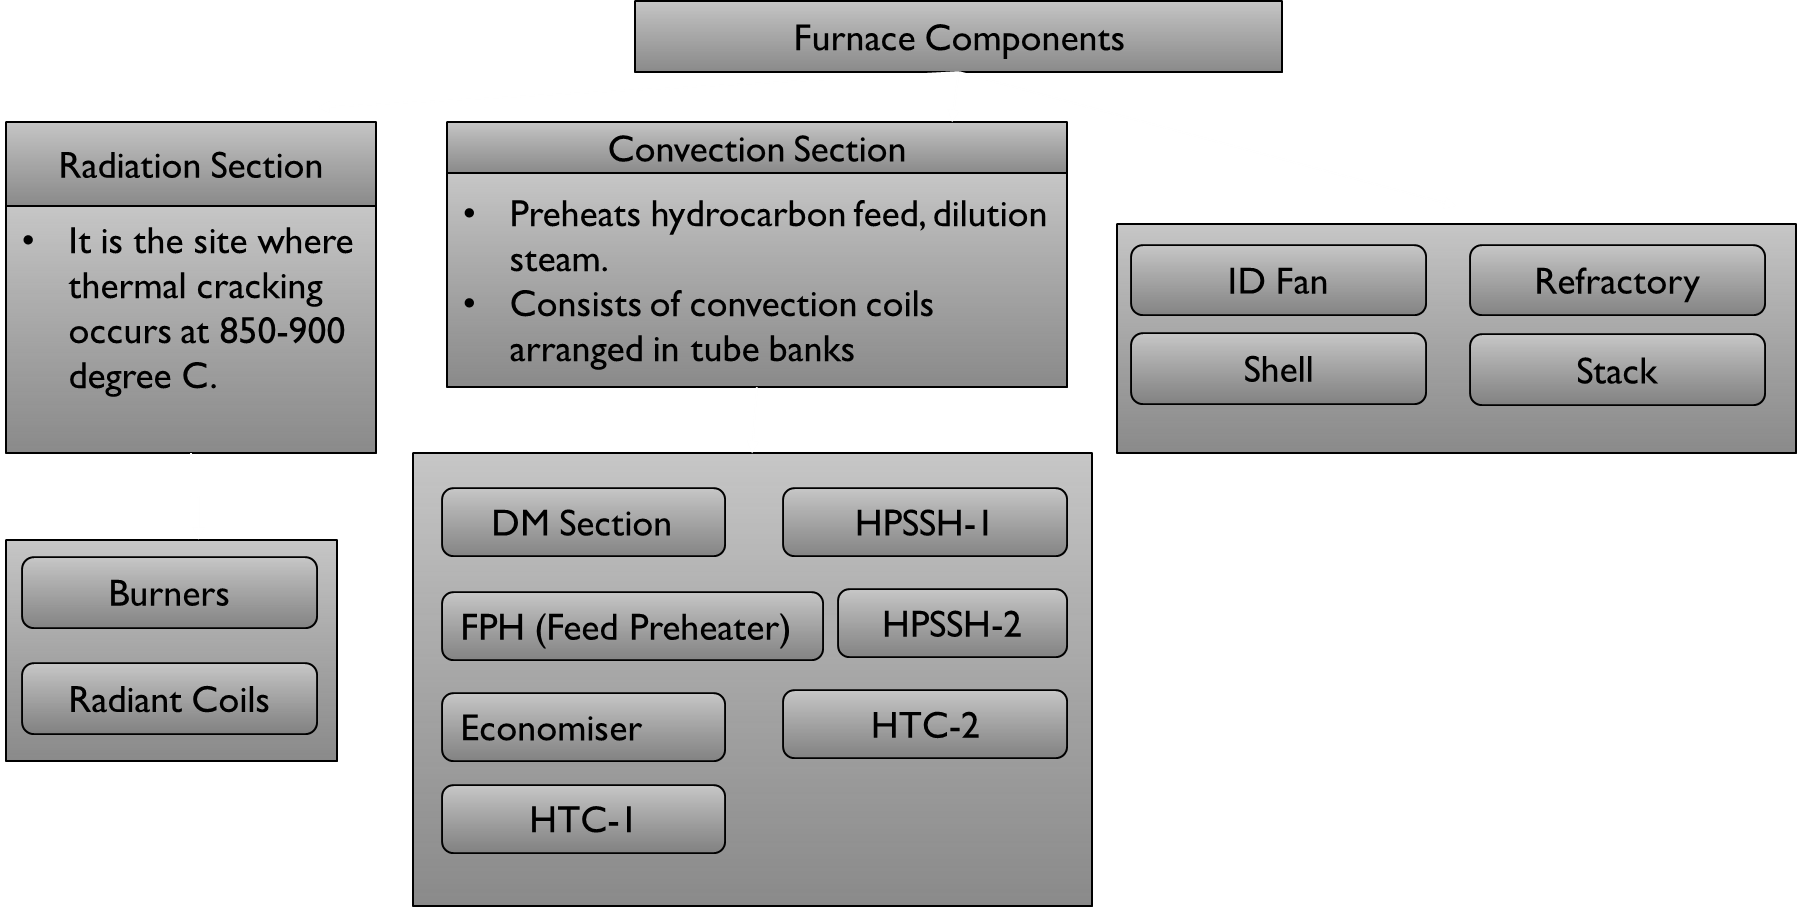 Furnace Components
Radiation Section
• It is the site where
thermal cracking
occurs at 850-900
degree C.
Burners
Radiant Coils
Convection Section
• Preheats hydrocarbon feed, dilution
steam.
• Consists of convection coils
arranged in tube banks
DM Section
HPSSH-1
FPH (Feed Preheater)
HPSSH-2
Economiser
HTC-2
HTC-1
ID Fan
Refractory
Shell
Stack